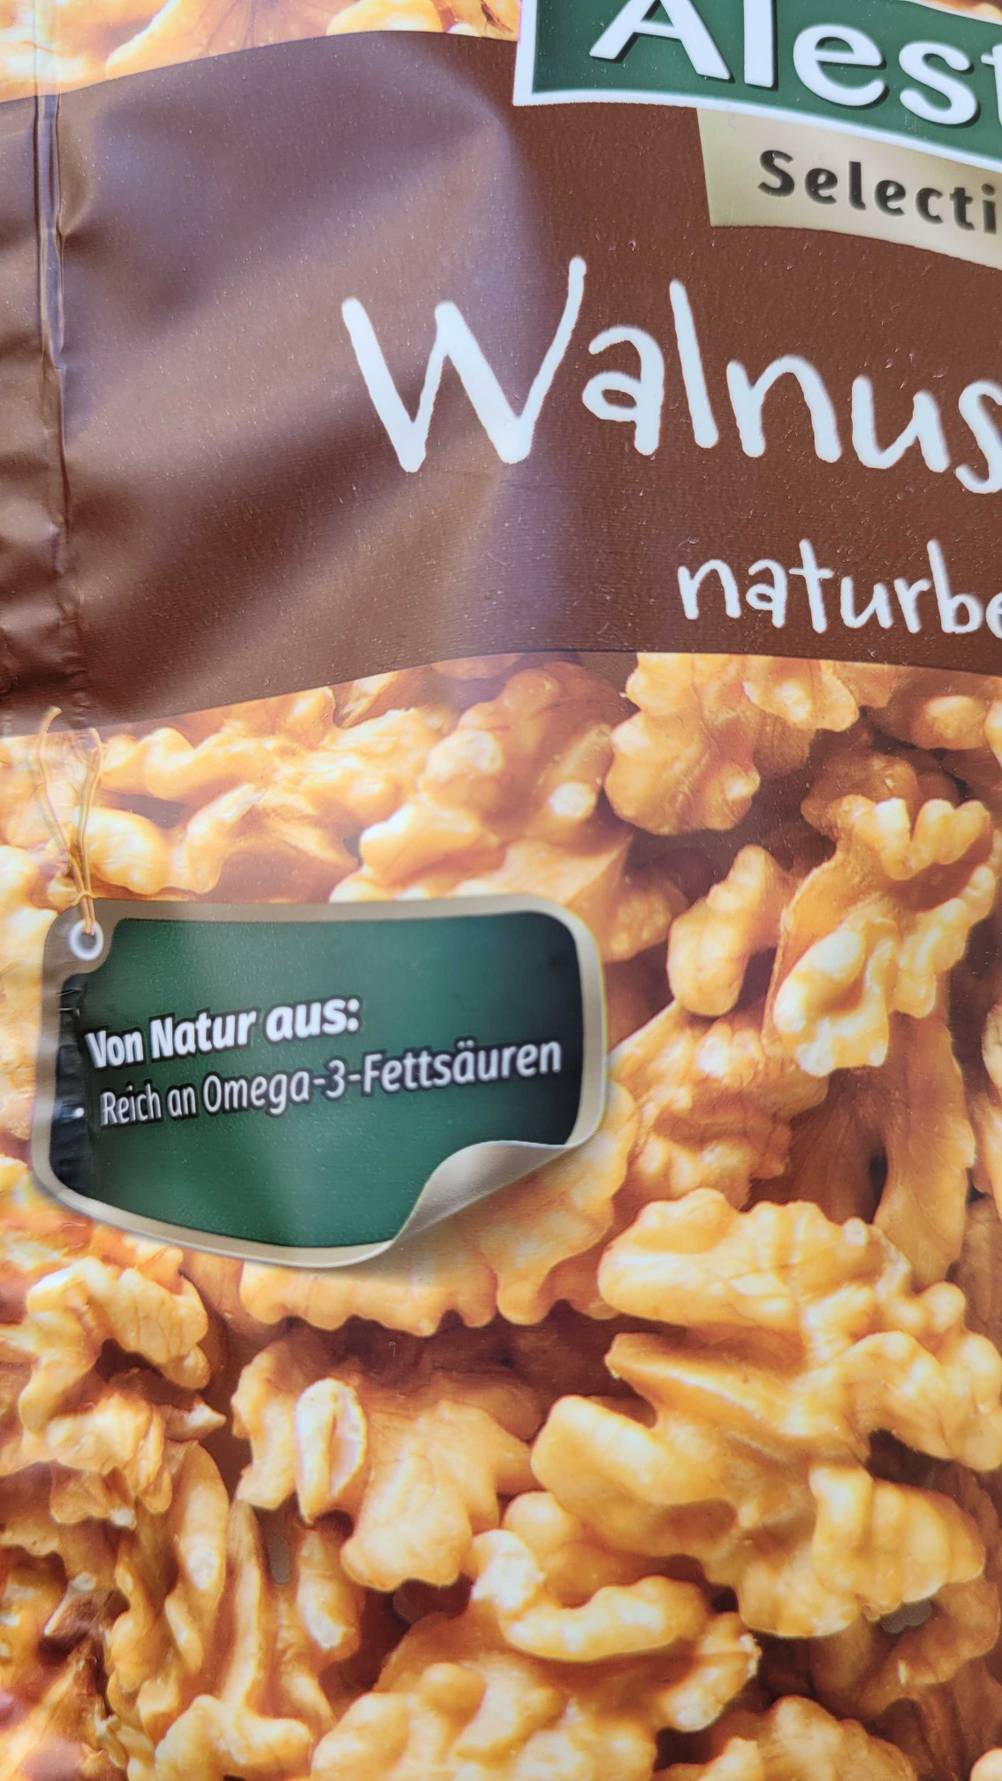 Alest
Selecti
Walnus
naturbe
Von Natur aus:
Reich an Omega-3-Fettsäuren